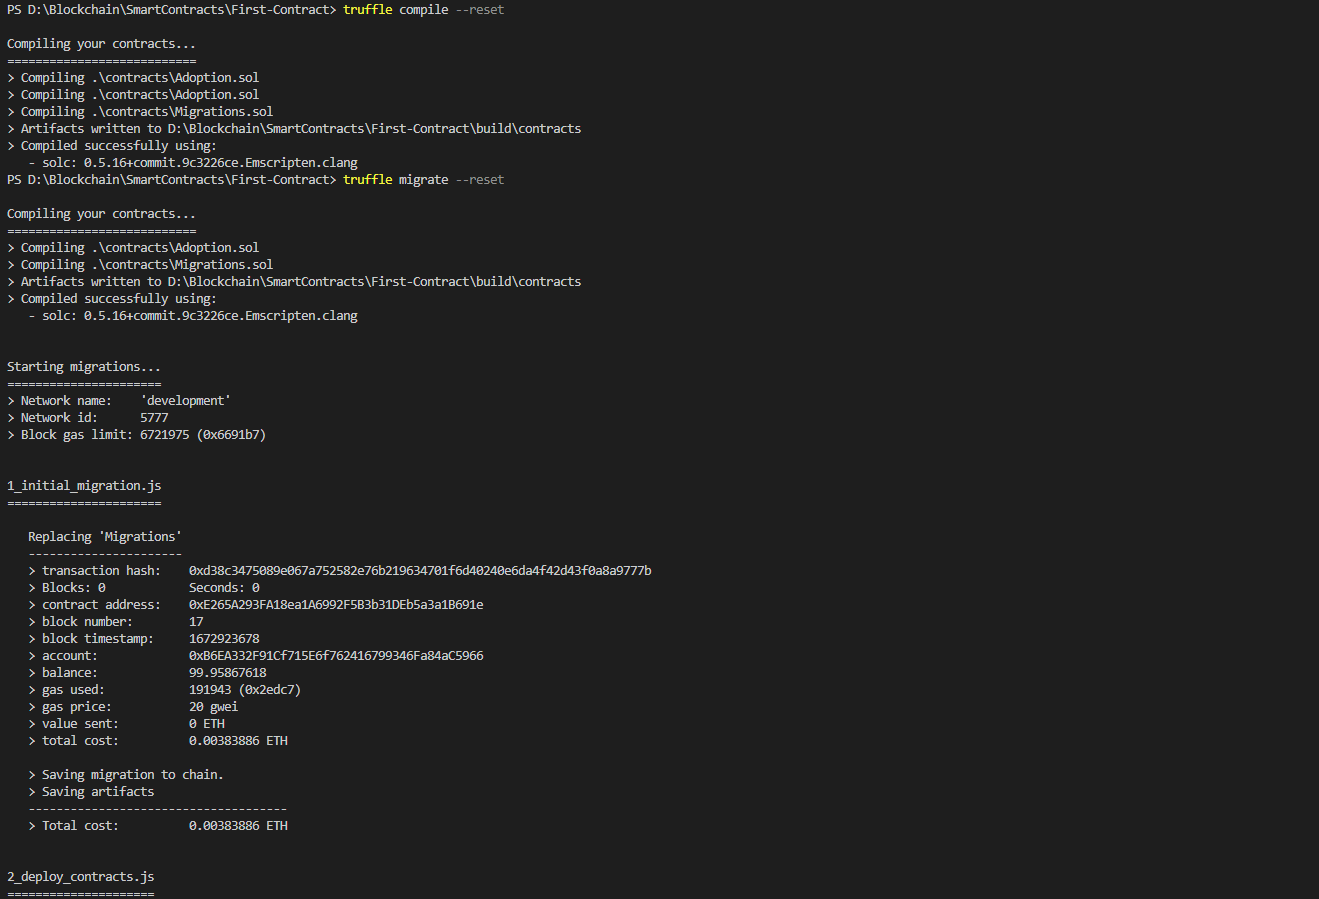 PS D:\Blockchain\SmartContracts\First-Contract> truffle compile --reset
Compiling your contracts...
===========================
> Compiling .\contracts\Adoption.sol
> Compiling .\contracts\Adoption.sol
> Compiling .\contracts\Migrations.sol
> Artifacts written to D:\Blockchain\SmartContracts\First-Contract\build\contracts
> Compiled successfully using:
   - solc: 0.5.16+commit.9c3226ce.Emscripten.clang
PS D:\Blockchain\SmartContracts\First-Contract> truffle migrate --reset
Compiling your contracts...
===========================
> Compiling .\contracts\Adoption.sol
> Compiling .\contracts\Migrations.sol
> Artifacts written to D:\Blockchain\SmartContracts\First-Contract\build\contracts
> Compiled successfully using:
   - solc: 0.5.16+commit.9c3226ce.Emscripten.clang
Starting migrations...
======================
> Network name:    'development'
> Network id:      5777
> Block gas limit: 6721975 (0x6691b7)
1_initial_migration.js
======================
   Replacing 'Migrations'
   ----------------------
   > transaction hash:    0xd38c3475089e067a752582e76b219634701f6d40240e6da4f42d43f0a8a9777b
   > Blocks: 0            Seconds: 0
   > contract address:    0xE265A293FA18ea1A6992F5B3b31DEb5a3a1B691e
   > block number:        17
   > block timestamp:     1672923678
   > account:             0xB6EA332F91Cf715E6f762416799346Fa84aC5966
   > balance:             99.95867618
   > gas used:            191943 (0x2edc7)
   > gas price:           20 gwei
   > value sent:          0 ETH
   > total cost:          0.00383886 ETH
   > Saving migration to chain.
   > Saving artifacts
   -------------------------------------
   > Total cost:          0.00383886 ETH
2_deploy_contracts.js
=====================